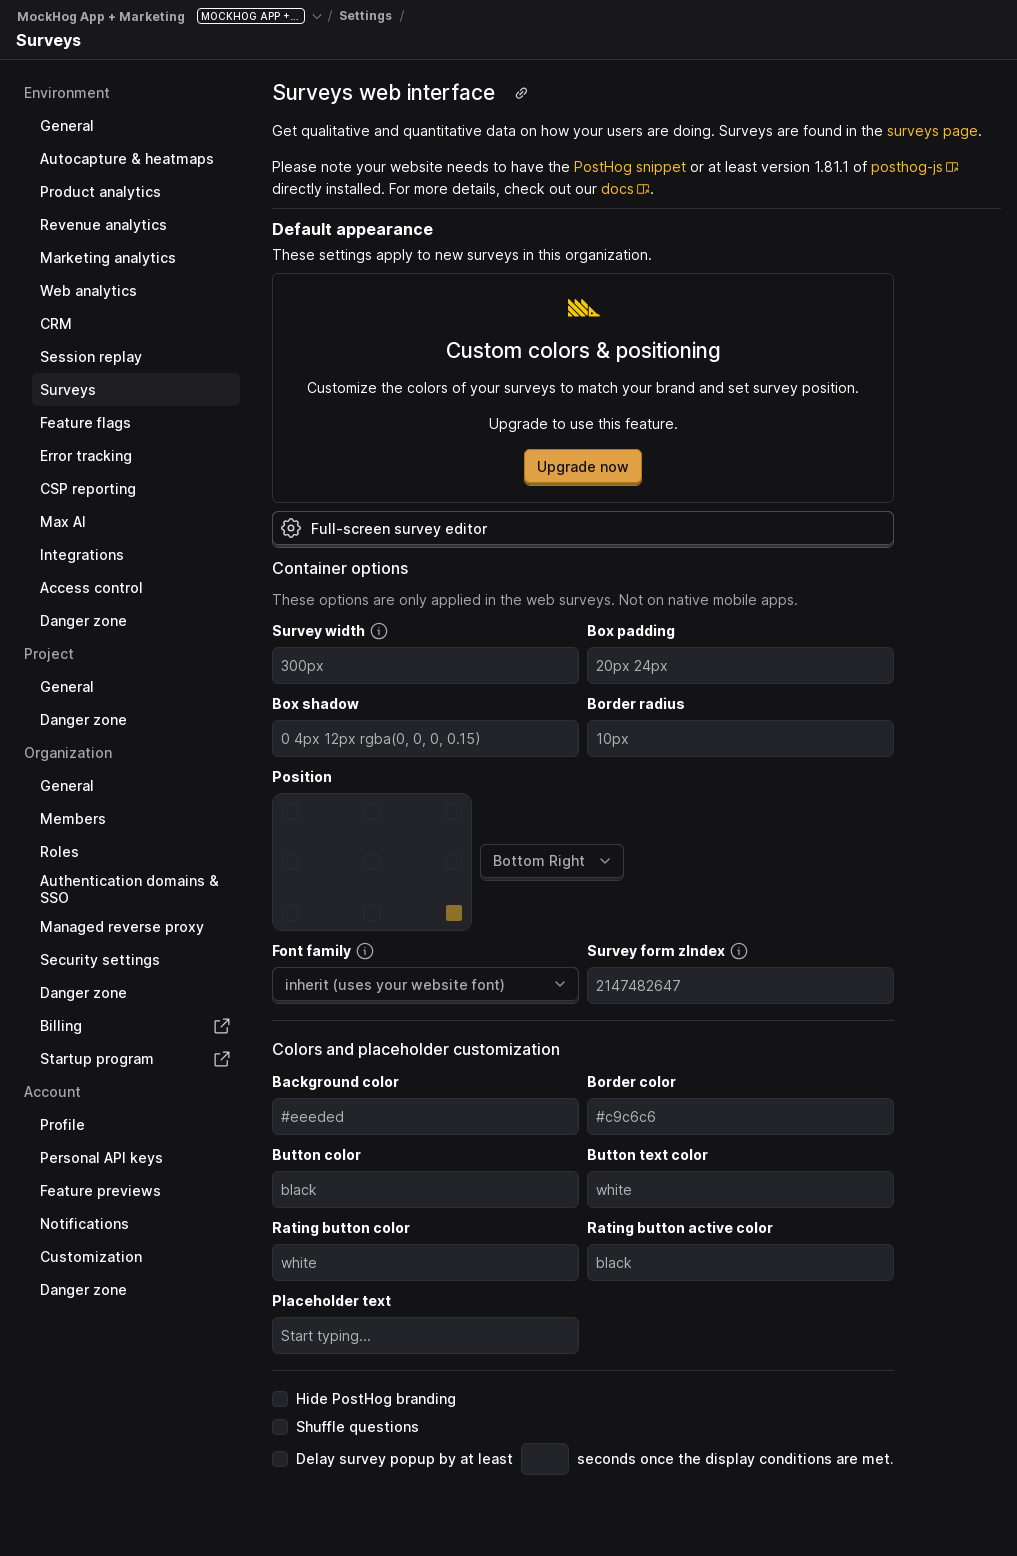 MockHog App + Marketing MOCKHOG APP +... / Settings /
Surveys
Environment
General
Autocapture & heatmaps
Product analytics
Revenue analytics
Marketing analytics
Web analytics
CRM
Session replay
Surveys
Feature flags
Error tracking
CSP reporting
Max AI
Integrations
Access control
Danger zone
Project
General
Danger zone
Organization
General
Members
Roles
Authentication domains &
SSO
Managed reverse proxy
Security settings
Danger zone
Billing
Startup program
Account
Profile
Personal API keys
Feature previews
Notifications
Customization
Danger zone
Surveys web interface
Get qualitative and quantitative data on how your users are doing. Surveys are found in the surveys page.
Please note your website needs to have the PostHog snippet or at least version 1.81.1 of posthog-js
directly installed. For more details, check out our docs.
Default appearance
These settings apply to new surveys in this organization.
Custom colors & positioning
Customize the colors of your surveys to match your brand and set survey position.
Upgrade to use this feature.
Upgrade now
Full-screen survey editor
Container options
These options are only applied in the web surveys. Not on native mobile apps.
Survey width Box padding
300px 20px 24px
Box shadow Border radius
0 4px 12px rgba(0, 0, 0, 0.15) 10px
Position
Bottom Right
Font family Survey form zIndex
inherit (uses your website font) 2147482647
Colors and placeholder customization
Background color Border color
#eeeded #c9c6c6
Button color Button text color
black white
Rating button color Rating button active color
white black
Placeholder text
Start typing...
Hide PostHog branding
Shuffle questions
Delay survey popup by at least seconds once the display conditions are met.